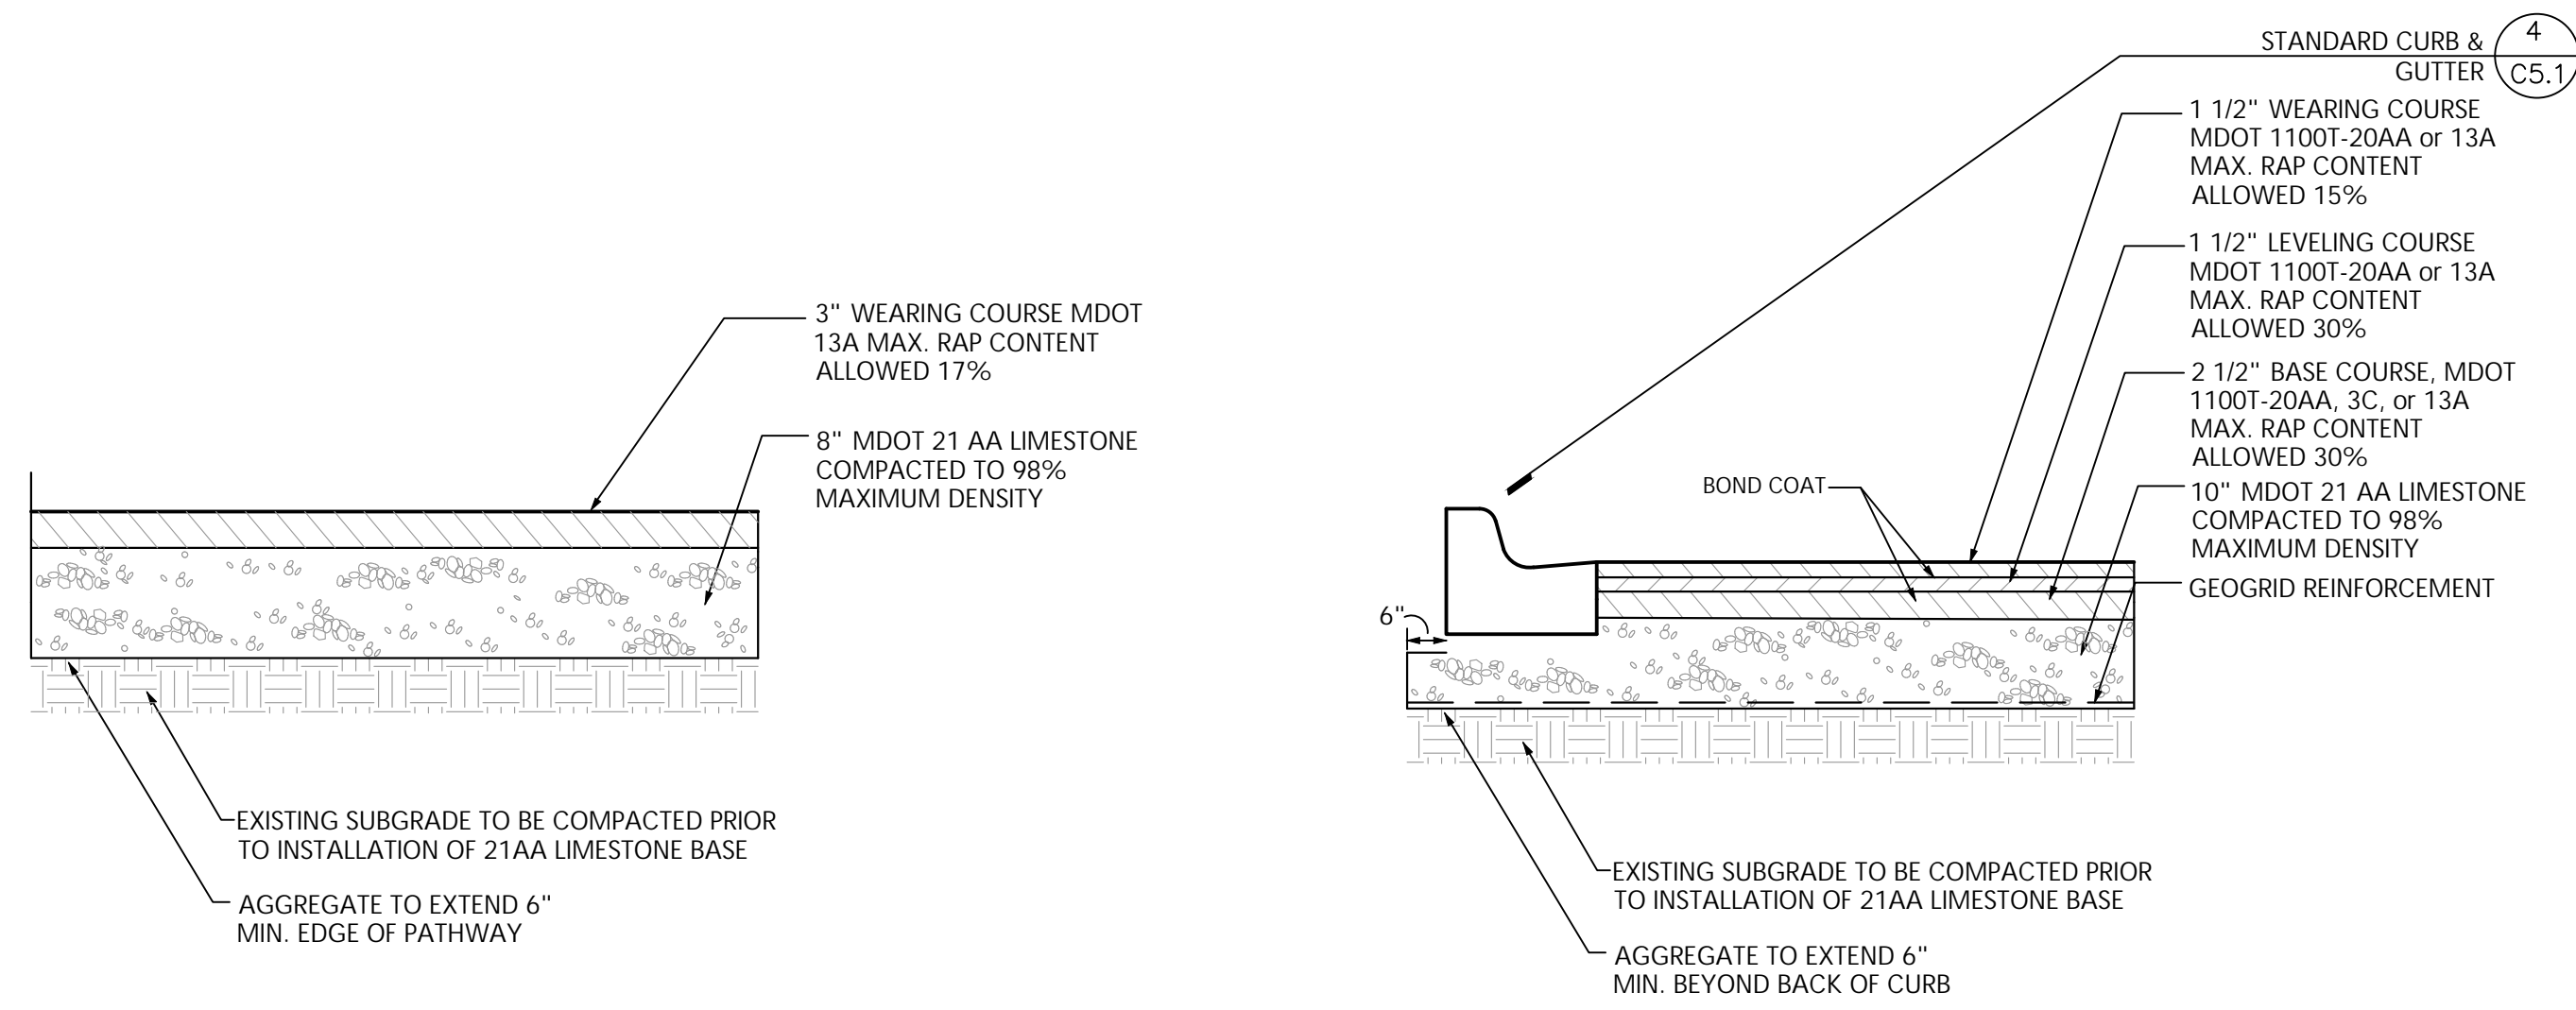 3" WEARING COURSE MDOT
13A MAX. RAP CONTENT
ALLOWED 17%
8" MDOT 21 AA LIMESTONE
COMPACTED TO 98%
MAXIMUM DENSITY
EXISTING SUBGRADE TO BE COMPACTED PRIOR
TO INSTALLATION OF 21AA LIMESTONE BASE
AGGREGATE TO EXTEND 6"
MIN. EDGE OF PATHWAY
STANDARD CURB &
GUTTER
4
C5.1
1 1/2" WEARING COURSE
MDOT 1100T-20AA or 13A
MAX. RAP CONTENT
ALLOWED 15%
1 1/2" LEVELING COURSE
MDOT 1100T-20AA or 13A
MAX. RAP CONTENT
ALLOWED 30%
2 1/2" BASE COURSE, MDOT
1100T-20AA, 3C, or 13A
MAX. RAP CONTENT
ALLOWED 30%
BOND COAT
10" MDOT 21 AA LIMESTONE
COMPACTED TO 98%
MAXIMUM DENSITY
GEOGRID REINFORCEMENT
6"
EXISTING SUBGRADE TO BE COMPACTED PRIOR
TO INSTALLATION OF 21AA LIMESTONE BASE
AGGREGATE TO EXTEND 6"
MIN. BEYOND BACK OF CURB